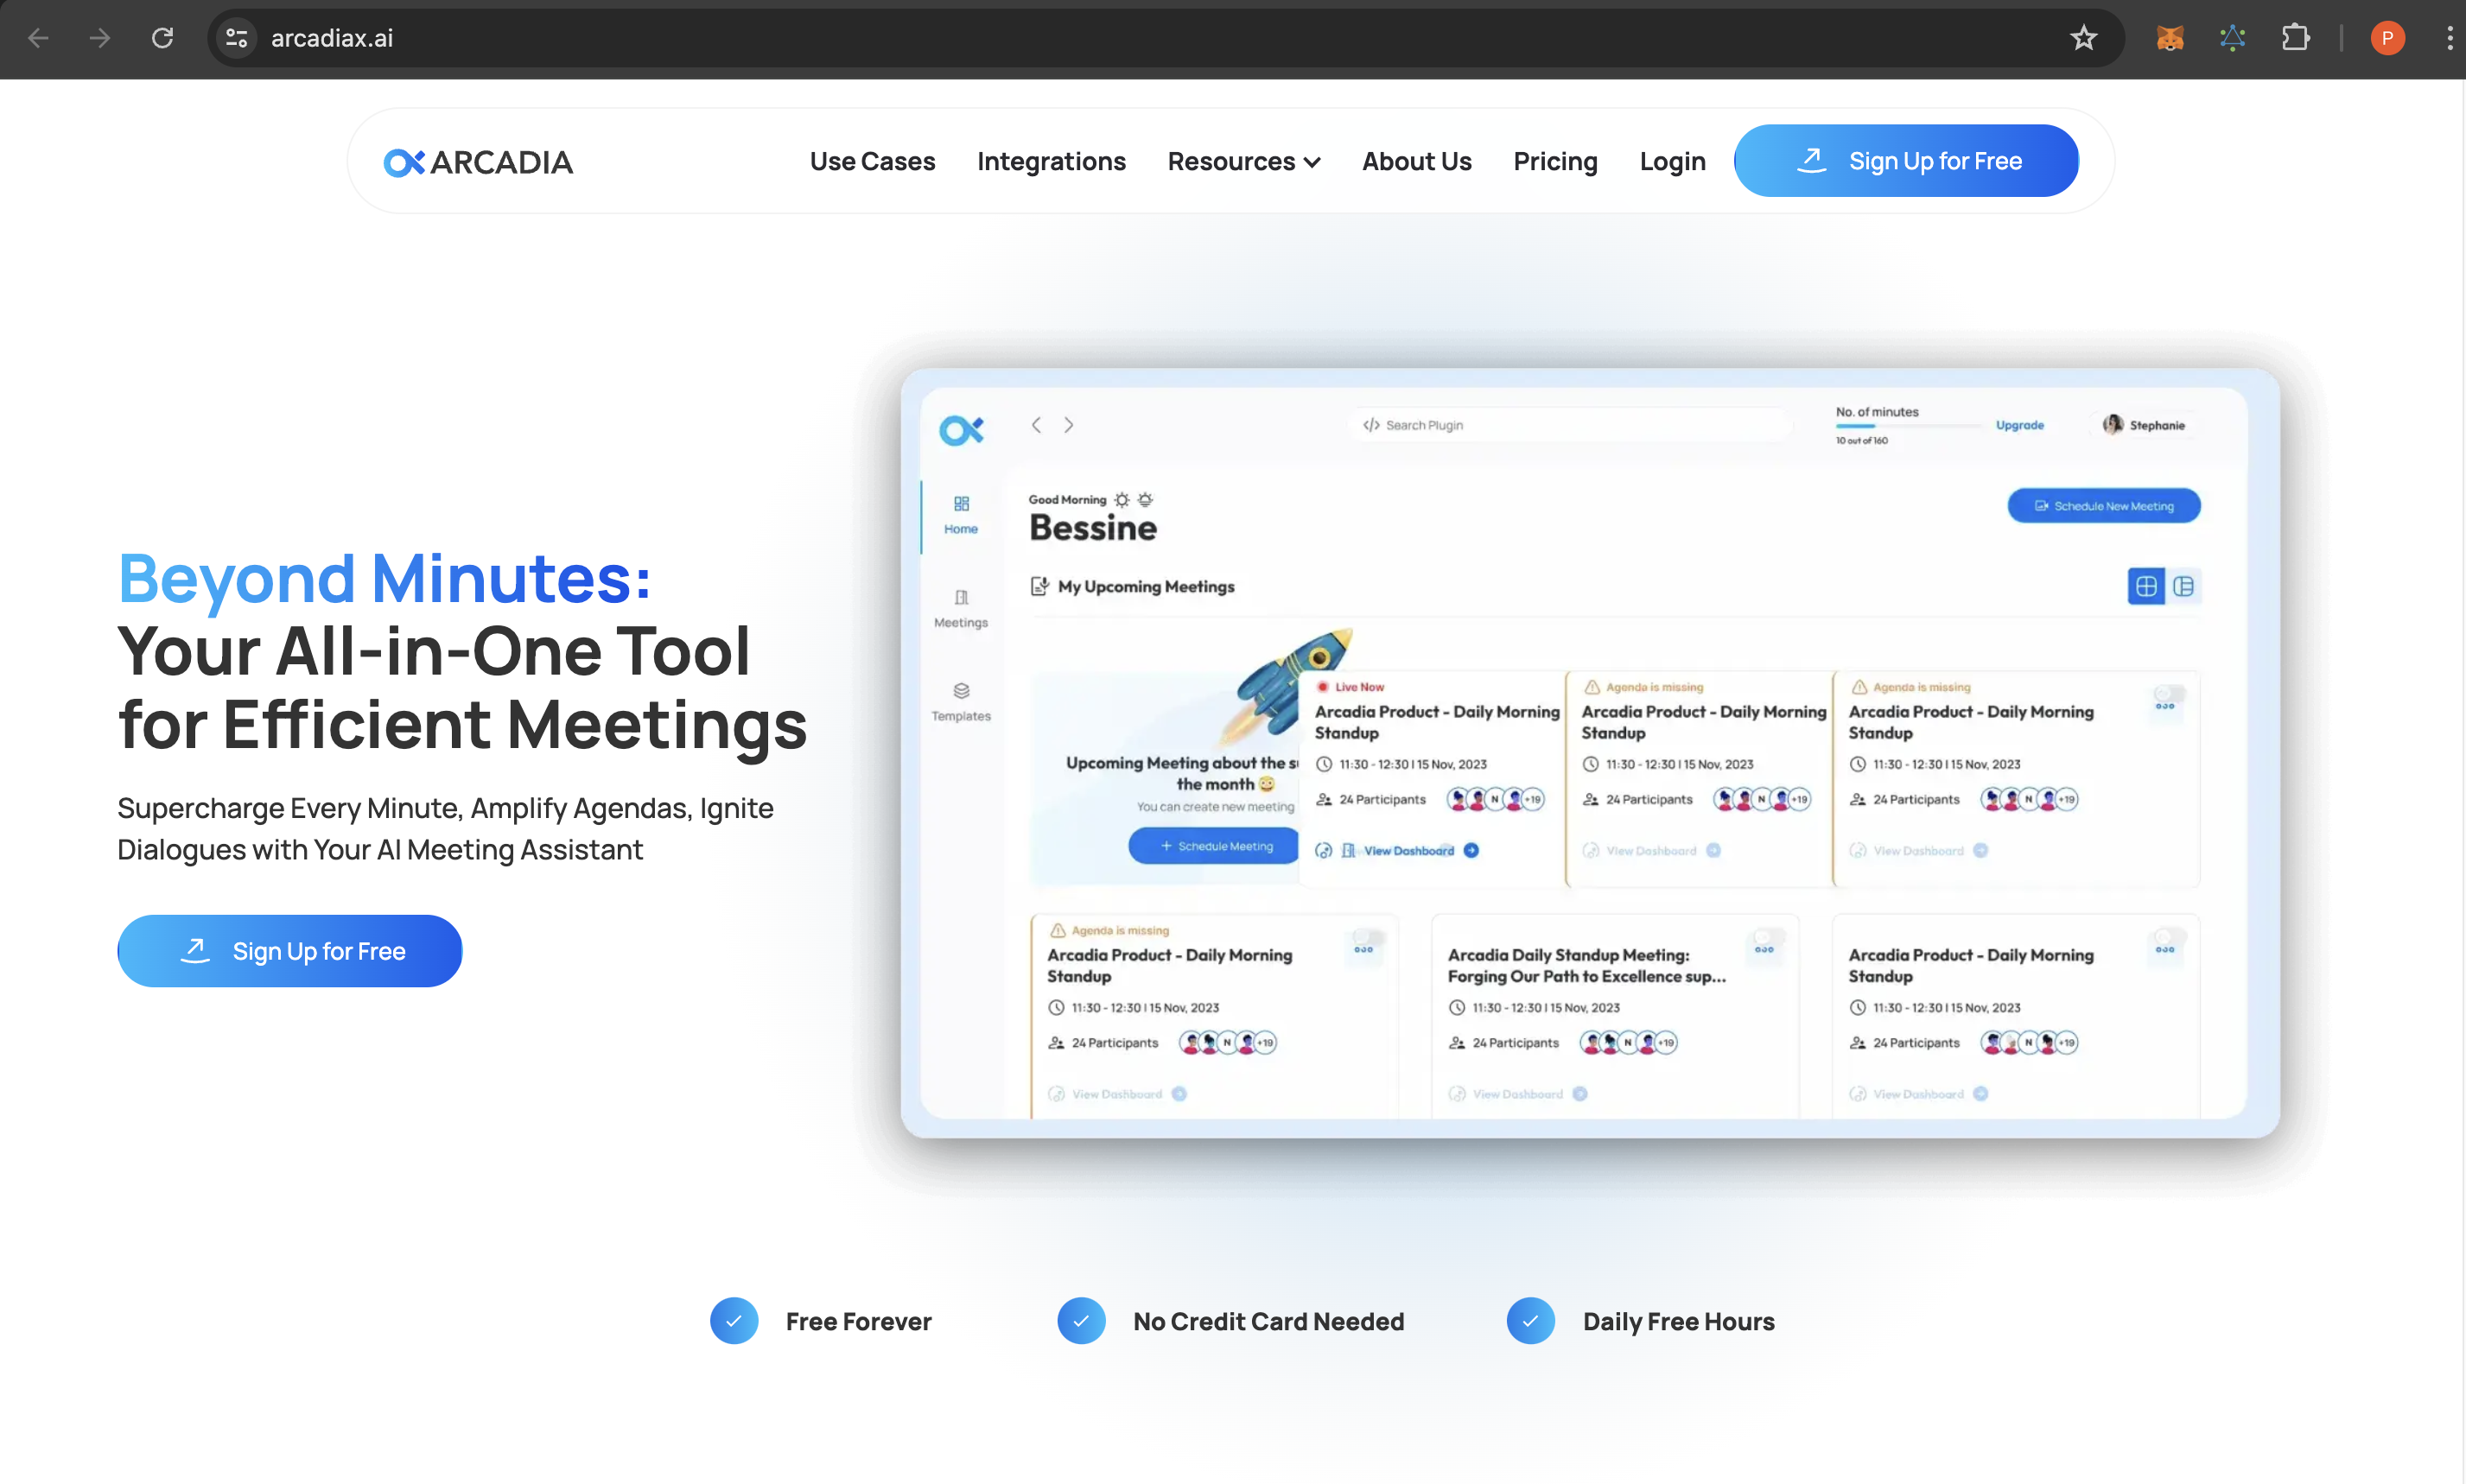 arcadiax.ai
P
ARCADIA
Use Cases
Integrations
Resources
About Us
Pricing
Login
Sign Up for Free
Beyond Minutes:
Your All-in-One Tool
for Efficient Meetings
Supercharge Every Minute, Amplify Agendas, Ignite
Dialogues with Your AI Meeting Assistant
Sign Up for Free
Search Plugin
No. of minutes
10 out of 160
Upgrade
Stephanie
Home
Meetings
Templates
Good Morning
Bessine
Schedule New Meeting
My Upcoming Meetings
Upcoming Meeting about the
the month
You can create new meeting
+ Schedule Meeting
Live Now
Arcadia Product - Daily Morning
Standup
11:30 - 12:30 | 15 Nov, 2023
24 Participants
N
+19
View Dashboard
Agenda is missing
Arcadia Product - Daily Morning
Standup
11:30 - 12:30 | 15 Nov, 2023
24 Participants
N
+19
View Dashboard
Agenda is missing
Arcadia Product - Daily Morning
Standup
11:30 - 12:30 | 15 Nov, 2023
24 Participants
N
+19
View Dashboard
Agenda is missing
Arcadia Product - Daily Morning
Standup
11:30 - 12:30 | 15 Nov, 2023
24 Participants
N
+19
View Dashboard
Arcadia Daily Standup Meeting:
Forging Our Path to Excellence sup...
11:30 - 12:30 | 15 Nov, 2023
24 Participants
N
+19
View Dashboard
Arcadia Product - Daily Morning
Standup
11:30 - 12:30 | 15 Nov, 2023
24 Participants
N
+19
View Dashboard
Free Forever
No Credit Card Needed
Daily Free Hours